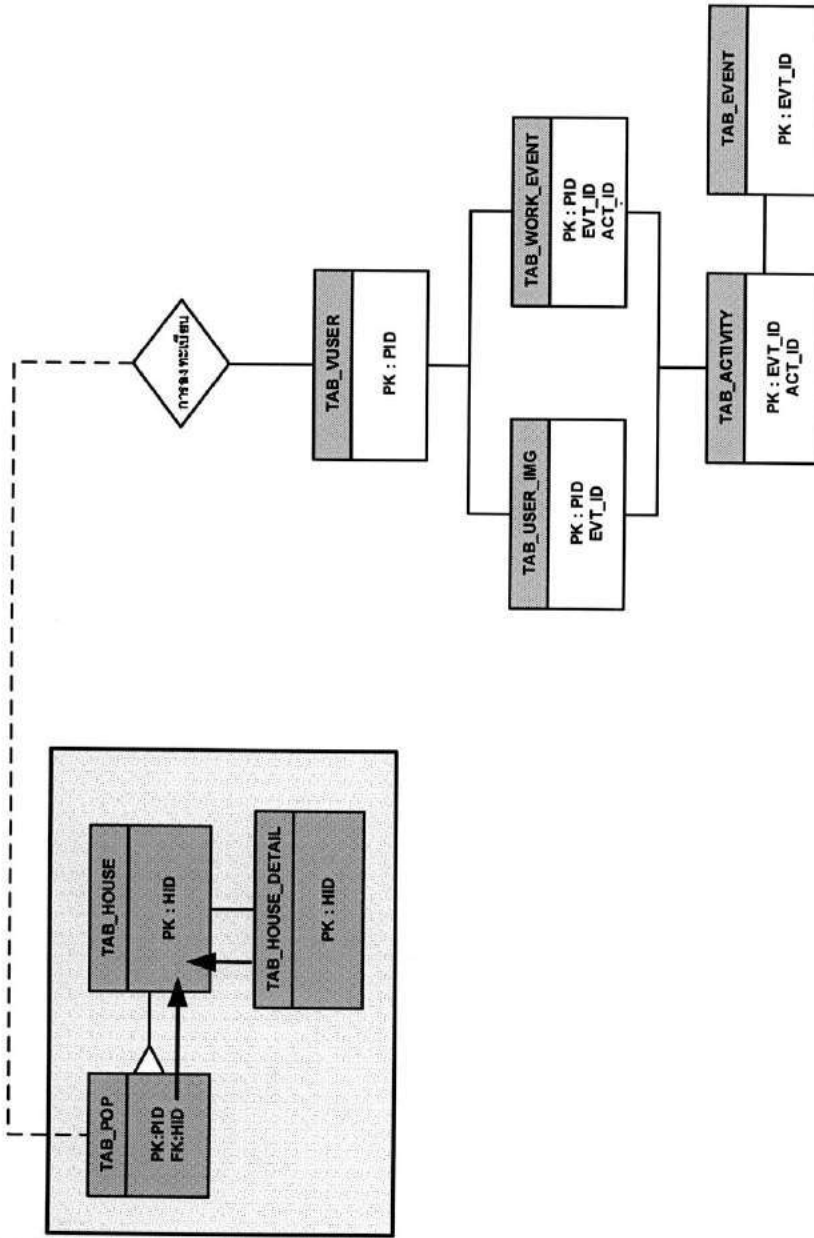 TAB_POP
PK:PID
FK:HID
TAB_HOUSE
PK : HID
TAB_HOUSE_DETAIL
PK : HID
TAB_VUSER
PK : PID
TAB_USER_IMG
PK : PID
EVT_ID
TAB_WORK_EVENT
PK : PID
EVT_ID
ACT_ID
TAB_ACTIVITY
PK : EVT_ID
ACT_ID
TAB_EVENT
PK : EVT_ID